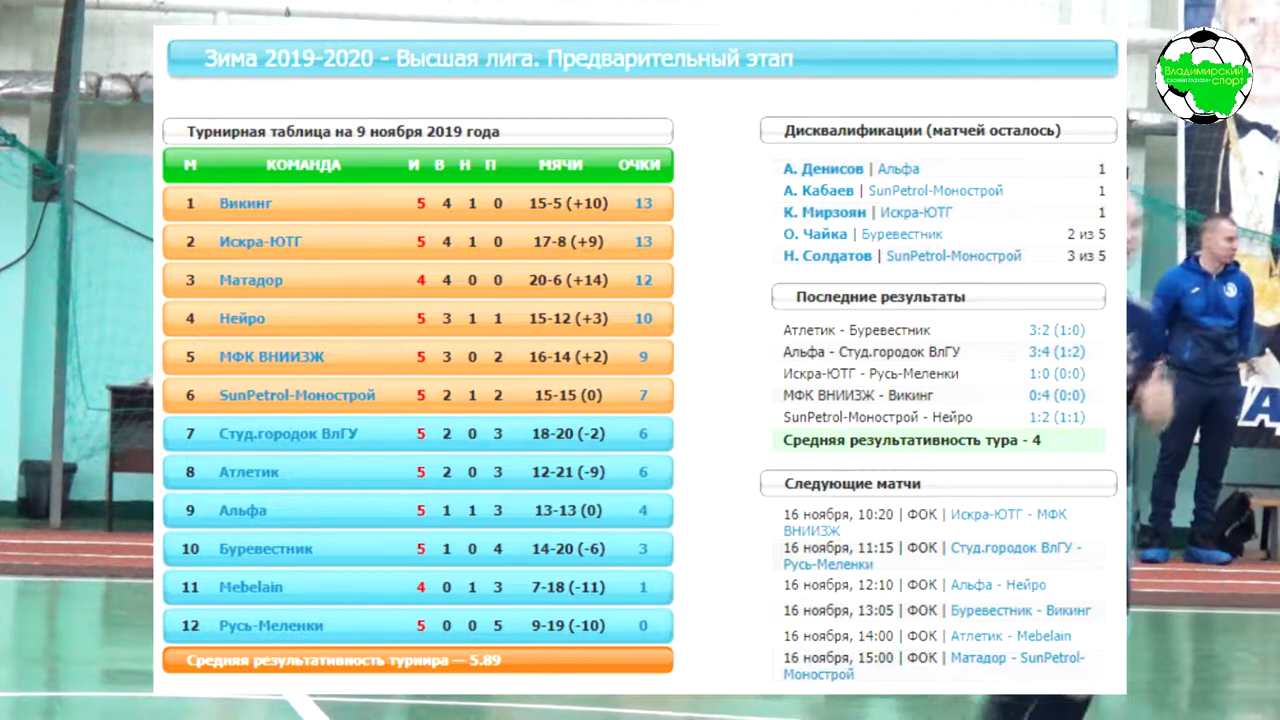 Зима 2019-2020 - Высшая лига. Предварительный этап
Владимирский
спорт
Турнирная таблица на 9 ноября 2019 года
М КОМАНДА И В Н П МЯЧИ ОЧКИ
1 Викинг 5 4 1 0 15-5 (+10) 13
2 Искра-ЮТГ 5 4 1 0 17-8 (+9) 13
3 Матадор 4 4 0 0 20-6 (+14) 12
4 Нейро 5 3 1 1 15-12 (+3) 10
5 МФК ВНИИЗЖ 5 3 0 2 16-14 (+2) 9
6 SunPetrol-Монострой 5 2 1 2 15-15 (0) 7
7 Студ.городок ВлГУ 5 2 0 3 18-20 (-2) 6
8 Атлетик 5 2 0 3 12-21 (-9) 6
9 Альфа 5 1 1 3 13-13 (0) 4
10 Буревестник 5 1 0 4 14-20 (-6) 3
11 Mebelain 4 0 1 3 7-18 (-11) 1
12 Русь-Меленки 5 0 0 5 9-19 (-10) 0
Средняя результативность турнира — 5.89
Дисквалификации (матчей осталось)
А. Денисов | Альфа 1
А. Кабаев | SunPetrol-Монострой 1
К. Мирзоян | Искра-ЮТГ 1
О. Чайка | Буревестник 2 из 5
Н. Солдатов | SunPetrol-Монострой 3 из 5
Последние результаты
Атлетик - Буревестник 3:2 (1:0)
Альфа - Студ.городок ВлГУ 3:4 (1:2)
Искра-ЮТГ - Русь-Меленки 1:0 (0:0)
МФК ВНИИЗЖ - Викинг 0:4 (0:0)
SunPetrol-Монострой - Нейро 1:2 (1:1)
Средняя результативность тура - 4
Следующие матчи
16 ноября, 10:20 | ФОК | Искра-ЮТГ - МФК
ВНИИЗЖ
16 ноября, 11:15 | ФОК | Студ.городок ВлГУ -
Русь-Меленки
16 ноября, 12:10 | ФОК | Альфа - Нейро
16 ноября, 13:05 | ФОК | Буревестник - Викинг
16 ноября, 14:00 | ФОК | Атлетик - Mebelain
16 ноября, 15:00 | ФОК | Матадор - SunPetrol-
Монострой